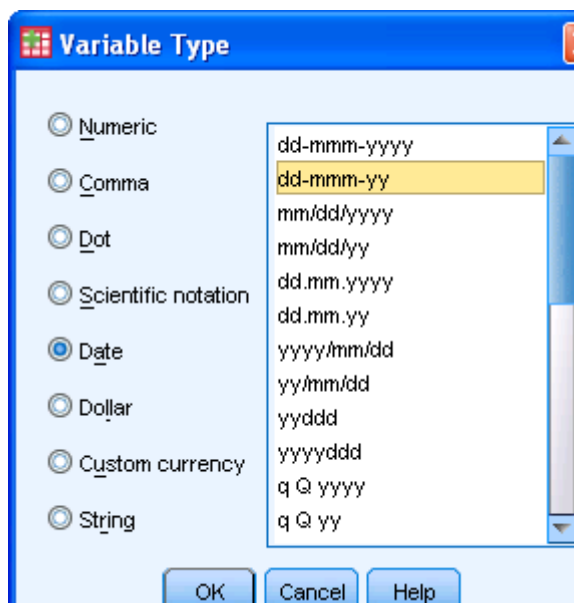 Variable Type
Numeric
Comma
Dot
Scientific notation
Date
Dollar
Custom currency
String
dd-mmm-yyyy
dd-mmm-yy
mm/dd/yyyy
mm/dd/yy
dd.mm.yyyy
dd.mm.yy
yyyy/mm/dd
yy/mm/dd
yyddd
yyyyddd
q Q yyyy
q Q yy
OK
Cancel
Help